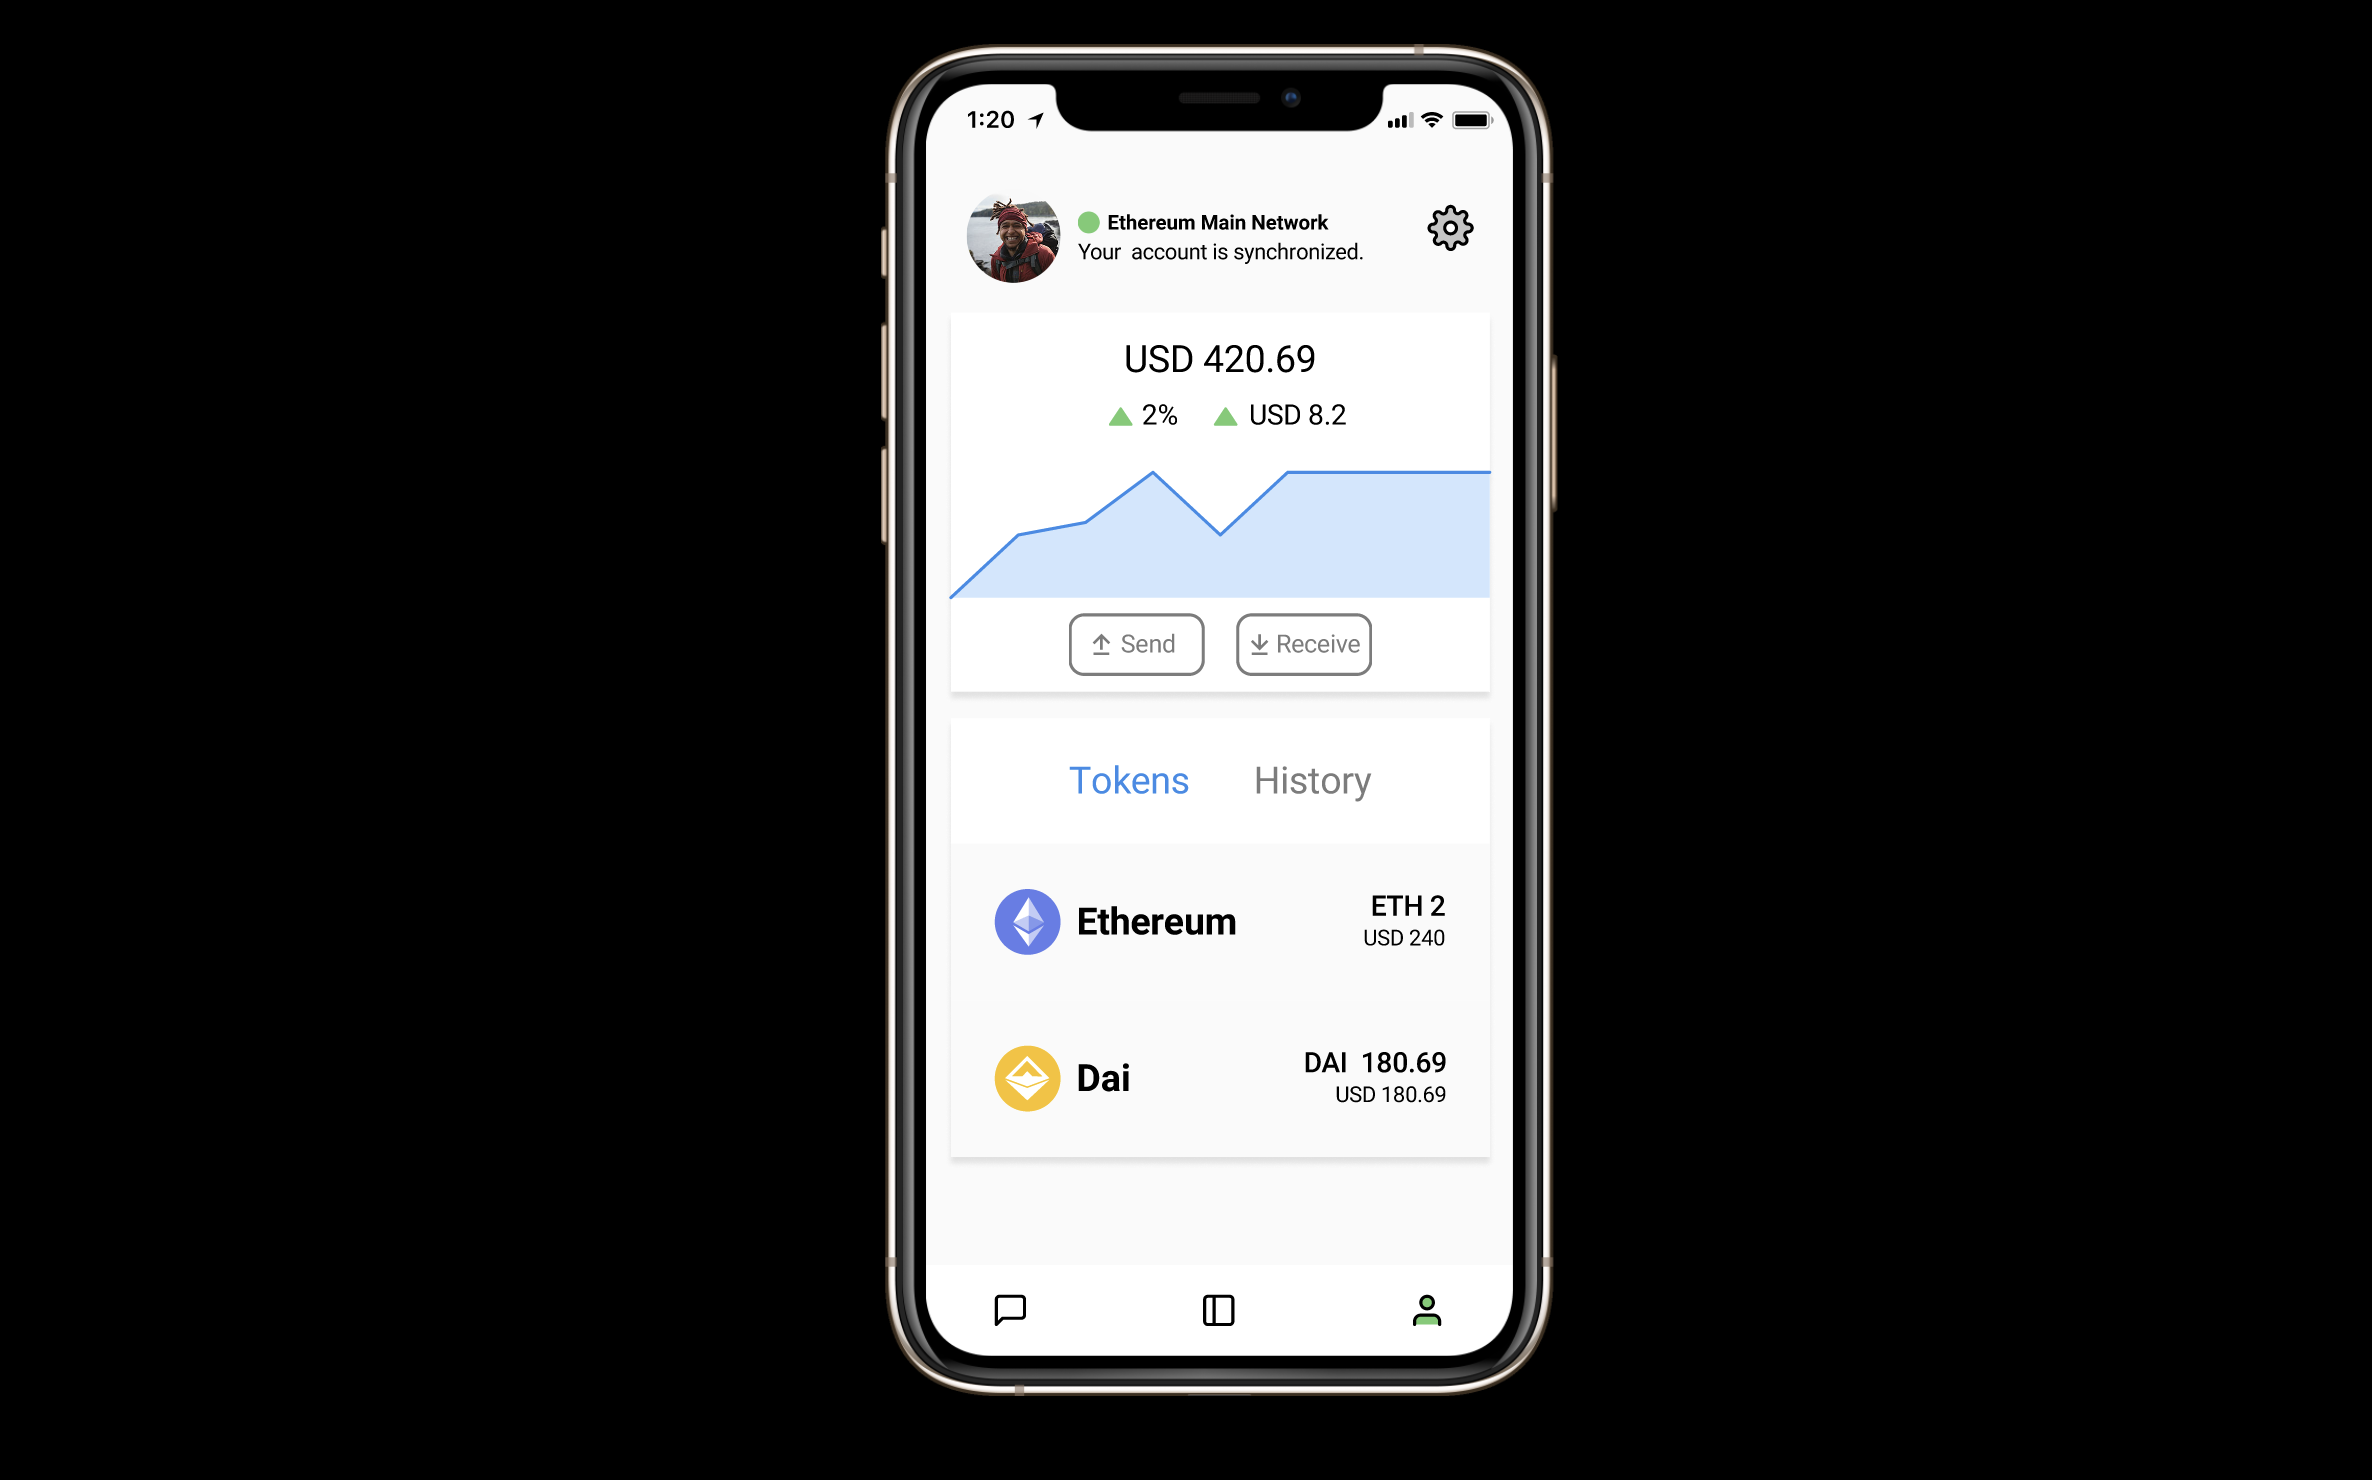 1:20
Ethereum Main Network
Your account is synchronized.
USD 420.69
2% USD 8.2
Send Receive
Tokens History
Ethereum ETH 2
USD 240
Dai DAI 180.69
USD 180.69